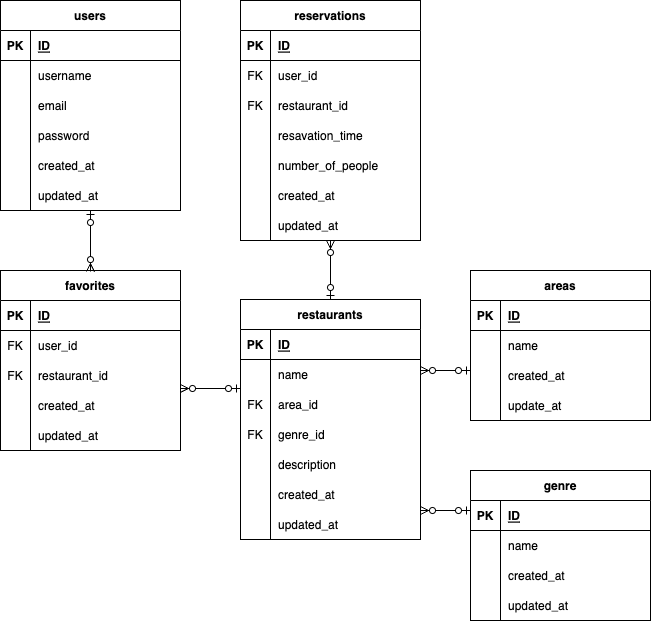 users
PK ID
username
email
password
created_at
updated_at
reservations
PK ID
FK user_id
FK restaurant_id
resavation_time
number_of_people
created_at
updated_at
favorites
PK ID
FK user_id
FK restaurant_id
created_at
updated_at
restaurants
PK ID
name
FK area_id
FK genre_id
description
created_at
updated_at
areas
PK ID
name
created_at
update_at
genre
PK ID
name
created_at
updated_at